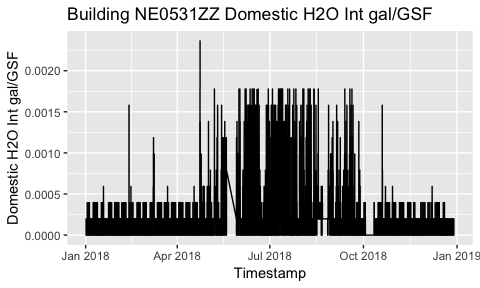 Building NE0531ZZ Domestic H2O Int gal/GSF
Domestic H2O Int gal/GSF
0.0020
0.0015
0.0010
0.0005
0.0000
Jan 2018 Apr 2018 Jul 2018 Oct 2018 Jan 2019
Timestamp